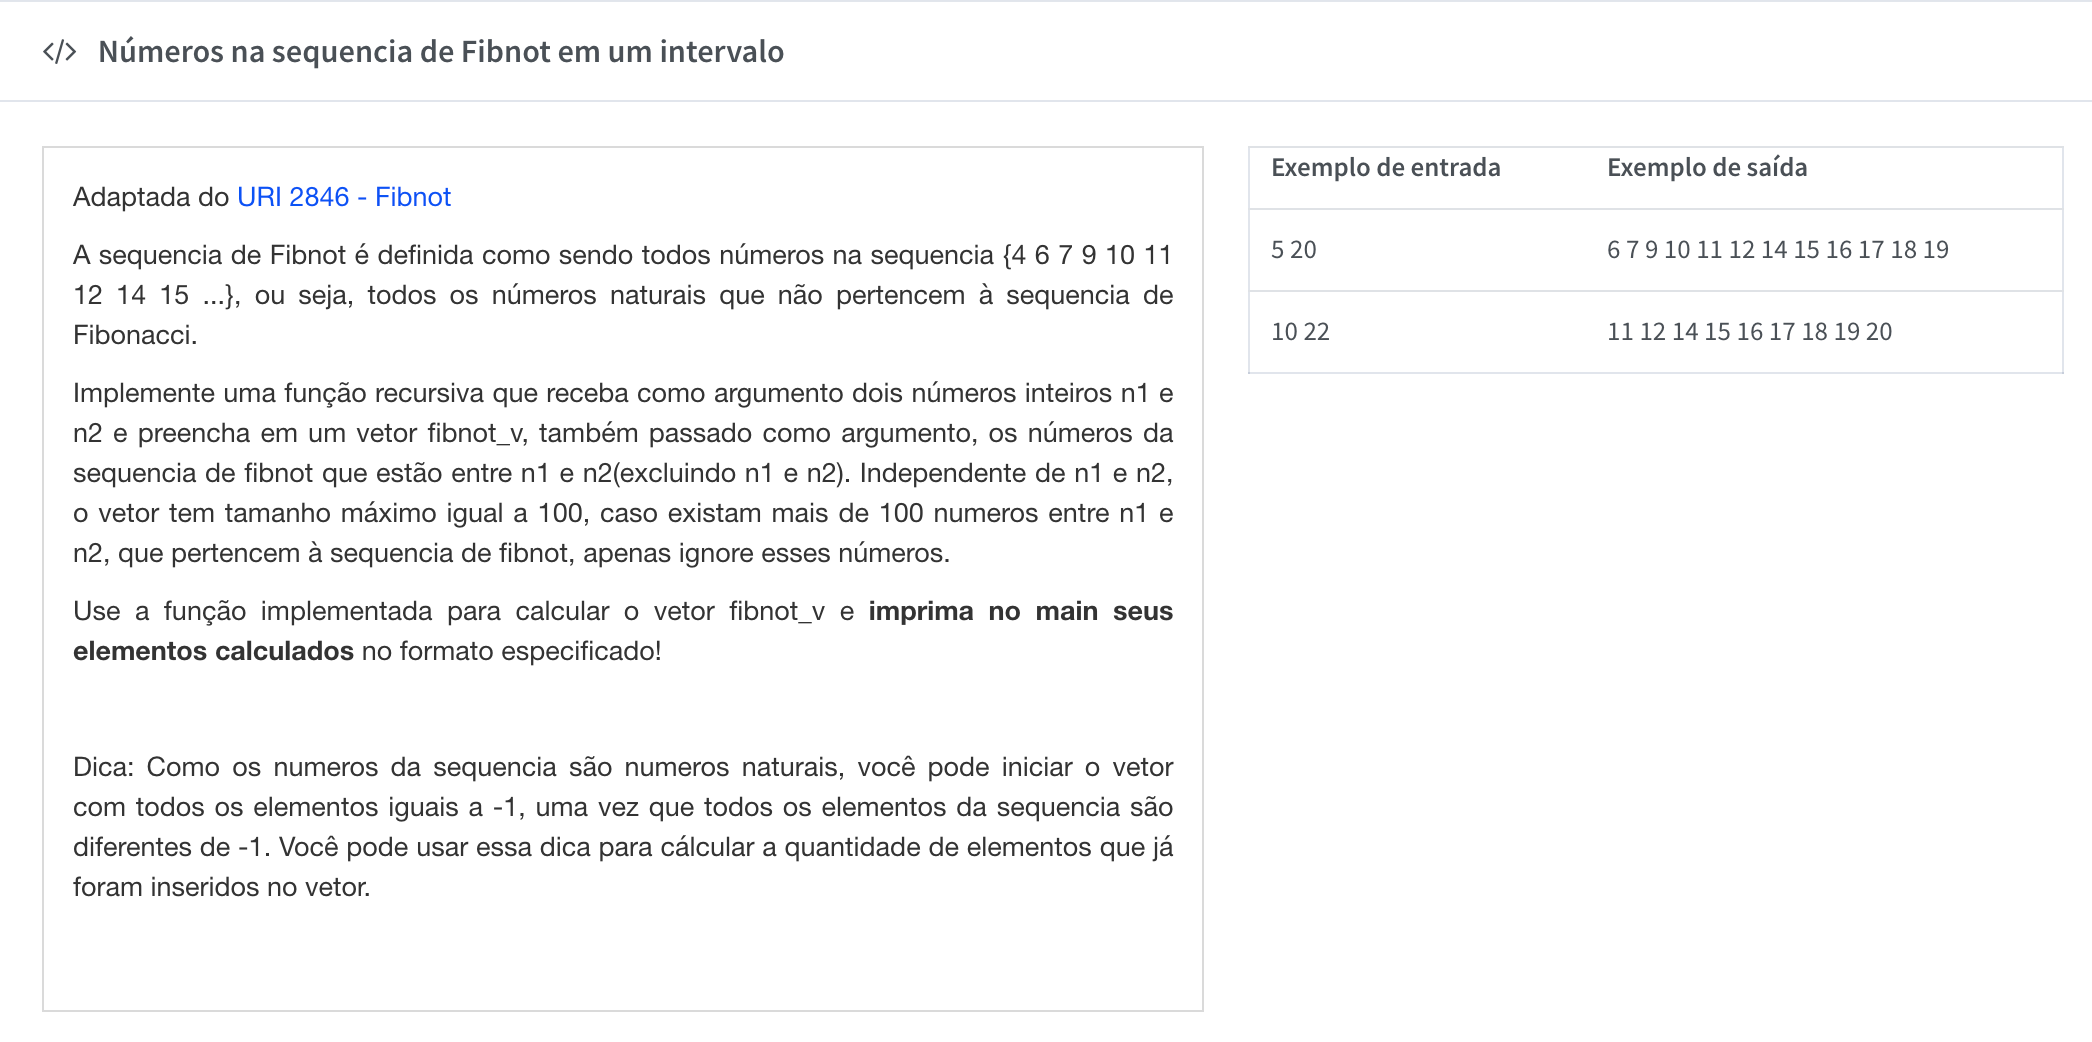 </> Números na sequencia de Fibnot em um intervalo
Adaptada do URI 2846 - Fibnot
A sequencia de Fibnot é definida como sendo todos números na sequencia {4 6 7 9 10 11
12 14 15 ...}, ou seja, todos os números naturais que não pertencem à sequencia de
Fibonacci.
Implemente uma função recursiva que receba como argumento dois números inteiros n1 e
n2 e preencha em um vetor fibnot_v, também passado como argumento, os números da
sequencia de fibnot que estão entre n1 e n2(excluindo n1 e n2). Independente de n1 e n2,
o vetor tem tamanho máximo igual a 100, caso existam mais de 100 numeros entre n1 e
n2, que pertencem à sequencia de fibnot, apenas ignore esses números.
Use a função implementada para calcular o vetor fibnot_v e imprima no main seus
elementos calculados no formato especificado!
Dica: Como os numeros da sequencia são numeros naturais, você pode iniciar o vetor
com todos os elementos iguais a -1, uma vez que todos os elementos da sequencia são
diferentes de -1. Você pode usar essa dica para cálcular a quantidade de elementos que já
foram inseridos no vetor.
Exemplo de entrada Exemplo de saída
5 20 6 7 9 10 11 12 14 15 16 17 18 19
10 22 11 12 14 15 16 17 18 19 20